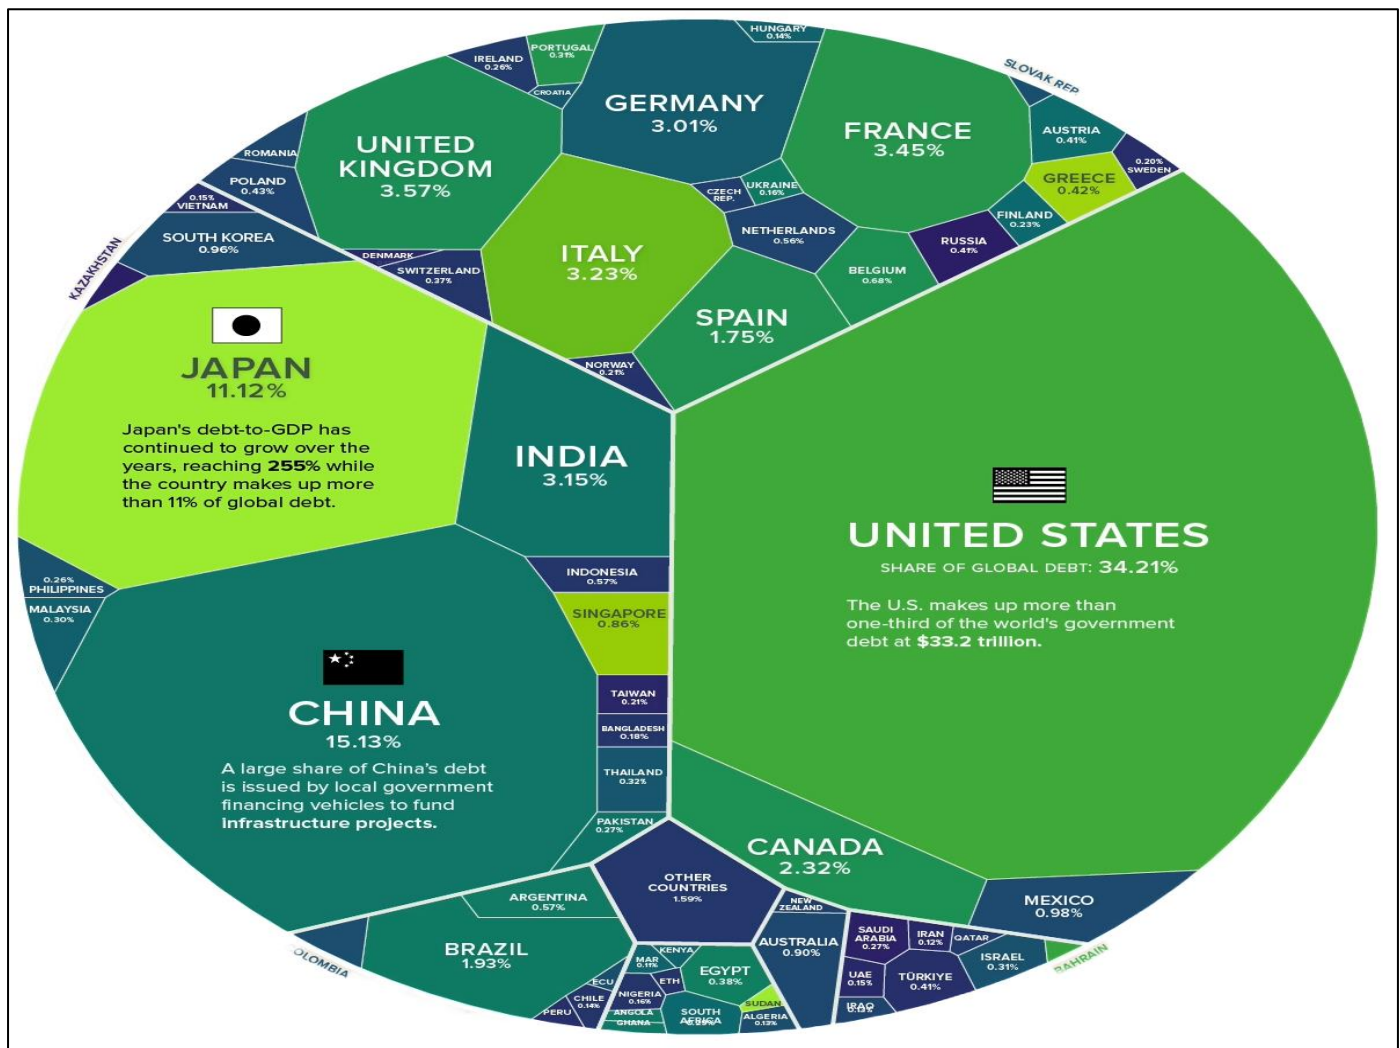 HUNGARY
0.14%
PORTUGAL
0.31%
IRELAND
0.26%
CROATIA
GERMANY
3.01%
FRANCE
3.45%
SLOVAK REP.
AUSTRIA
0.41%
0.20%
SWEDEN
GREECE
0.42%
UNITED
KINGDOM
3.57%
ROMANIA
POLAND
0.43%
0.15%
VIETNAM
SOUTH KOREA
0.96%
KAZAKHSTAN
DENMARK
SWITZERLAND
0.37%
ITALY
3.23%
CZECH
REP.
UKRAINE
0.16%
NETHERLANDS
0.56%
FINLAND
0.23%
RUSSIA
0.41%
BELGIUM
0.68%
SPAIN
1.75%
NORWAY
0.21%
JAPAN
11.12%
Japan's debt-to-GDP has
continued to grow over the
years, reaching 255% while
the country makes up more
than 11% of global debt.
INDIA
3.15%
UNITED STATES
SHARE OF GLOBAL DEBT: 34.21%
The U.S. makes up more than
one-third of the world's government
debt at $33.2 trillion.
0.26%
PHILIPPINES
MALAYSIA
0.30%
INDONESIA
0.57%
SINGAPORE
0.86%
TAIWAN
0.21%
BANGLADESH
0.18%
THAILAND
0.32%
PAKISTAN
0.27%
CHINA
15.13%
A large share of China's debt
is issued by local government
financing vehicles to fund
infrastructure projects.
CANADA
2.32%
MEXICO
0.98%
OTHER
COUNTRIES
1.59%
ARGENTINA
0.57%
BRAZIL
1.93%
OLOMBIA
ECU
CHILE
0.14%
PERU
NEW
ZEALAND
AUSTRALIA
0.90%
SAUDI
ARABIA
0.27%
IRAN
0.12%
QATAR
ISRAEL
0.31%
BAHRAIN
UAE
0.15%
TÜRKIYE
0.41%
IRAQ
MAR
0.11%
KENYA
ETH
EGYPT
0.38%
NIGERIA
0.16%
ANGOLA
GHANA
SOUTH
AFRICA
SUDAN
ALGERIA
0.13%